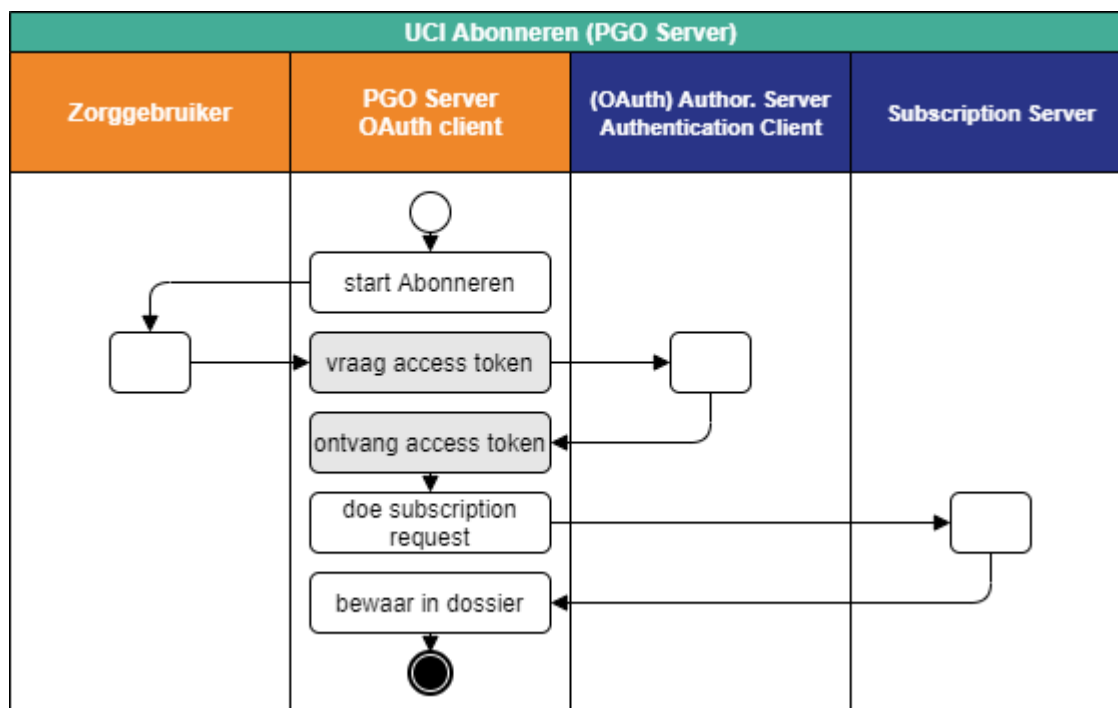 UCI Abonneren (PGO Server)
Zorggebruiker
PGO Server
OAuth client
(OAuth) Author. Server
Authentication Client
Subscription Server
start Abonneren
vraag access token
ontvang access token
doe subscription
request
bewaar in dossier